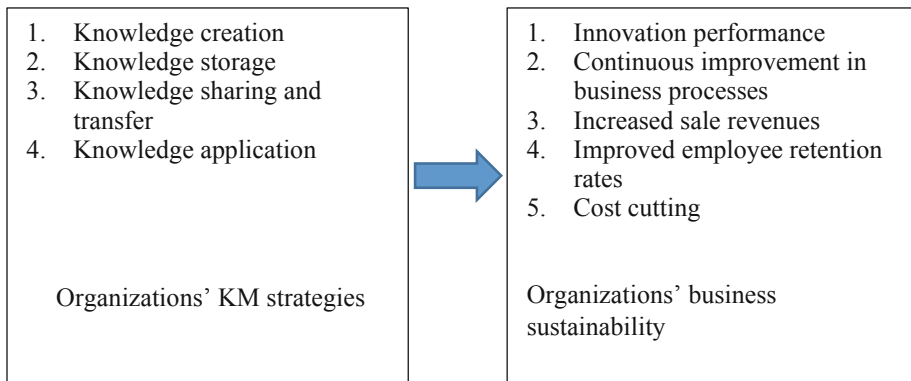 1. Knowledge creation
2. Knowledge storage
3. Knowledge sharing and
transfer
4. Knowledge application
Organizations’ KM strategies
1. Innovation performance
2. Continuous improvement in
business processes
3. Increased sale revenues
4. Improved employee retention
rates
5. Cost cutting
Organizations’ business
sustainability